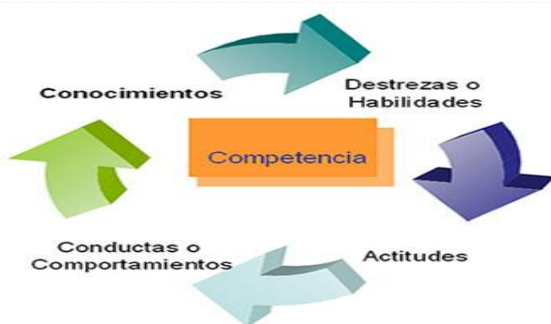 Conocimientos
Destrezas o
Habilidades
Competencia
Conductas o
Comportamientos
Actitudes